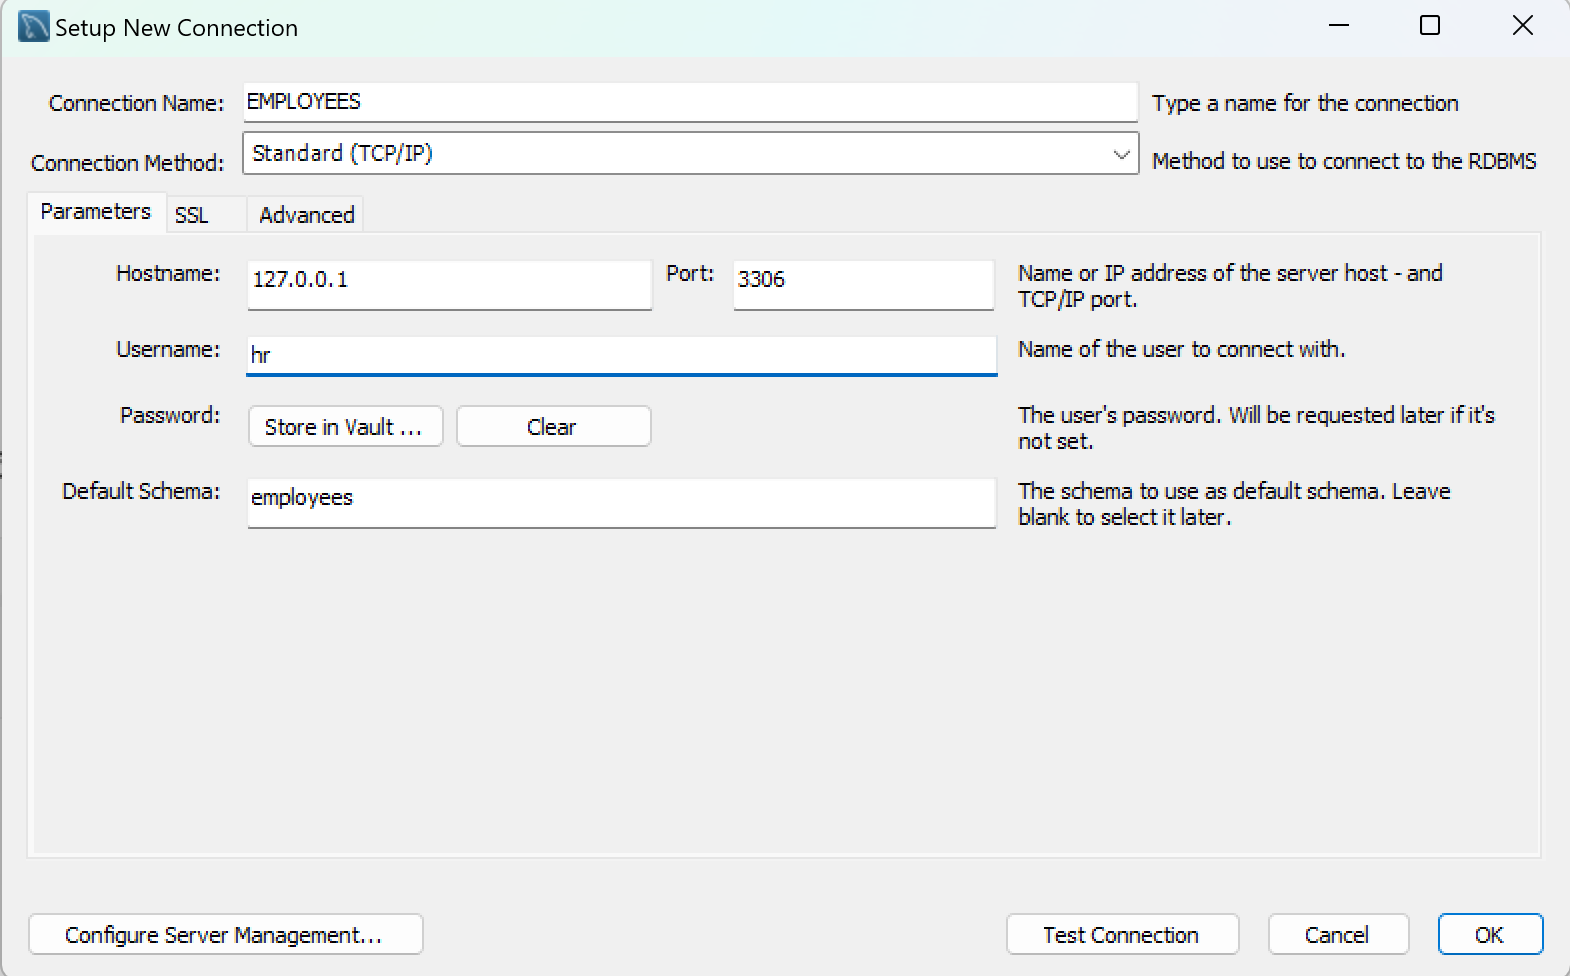 Setup New Connection
Connection Name: EMPLOYEES Type a name for the connection
Connection Method: Standard (TCP/IP) Method to use to connect to the RDBMS
Parameters SSL Advanced
Hostname: 127.0.0.1 Port: 3306 Name or IP address of the server host - and
TCP/IP port.
Username: hr Name of the user to connect with.
Password: Store in Vault ... Clear The user's password. Will be requested later if it's
not set.
Default Schema: employees The schema to use as default schema. Leave
blank to select it later.
Configure Server Management... Test Connection Cancel OK